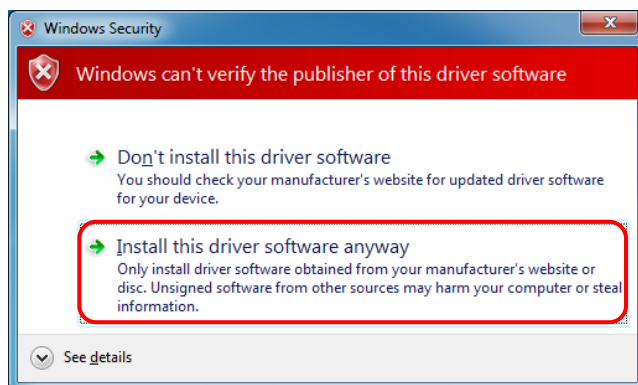 Windows Security
Windows can't verify the publisher of this driver software
Don't install this driver software
You should check your manufacturer's website for updated driver software
for your device.
Install this driver software anyway
Only install driver software obtained from your manufacturer's website or
disc. Unsigned software from other sources may harm your computer or steal
information.
See details